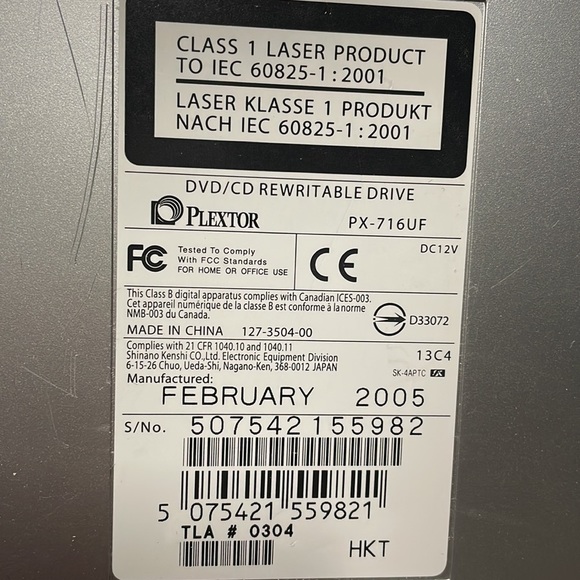 CLASS 1 LASER PRODUCT
TO IEC 60825-1 : 2001
LASER KLASSE 1 PRODUKT
NACH IEC 60825-1 : 2001
DVD/CD REWRITABLE DRIVE
PLEXTOR PX-716UF
FC Tested To Comply
With FCC Standards
FOR HOME OR OFFICE USE
CE
DC12V
This Class B digital apparatus complies with Canadian ICES-003.
Cet appareil numérique de la classe B est conforme à la norme
NMB-003 du Canada.
D33072
MADE IN CHINA 127-3504-00
Complies with 21 CFR 1040.10 and 1040.11
Shinano Kenshi CO.,Ltd. Electronic Equipment Division
6-15-26 Chuo, Ueda-Shi, Nagano-Ken, 368-0012 JAPAN
13C4
SK-4APTC
Manufactured:
FEBRUARY 2005
S/No. 507542155982
5 075421 559821
TLA # 0304
HKT